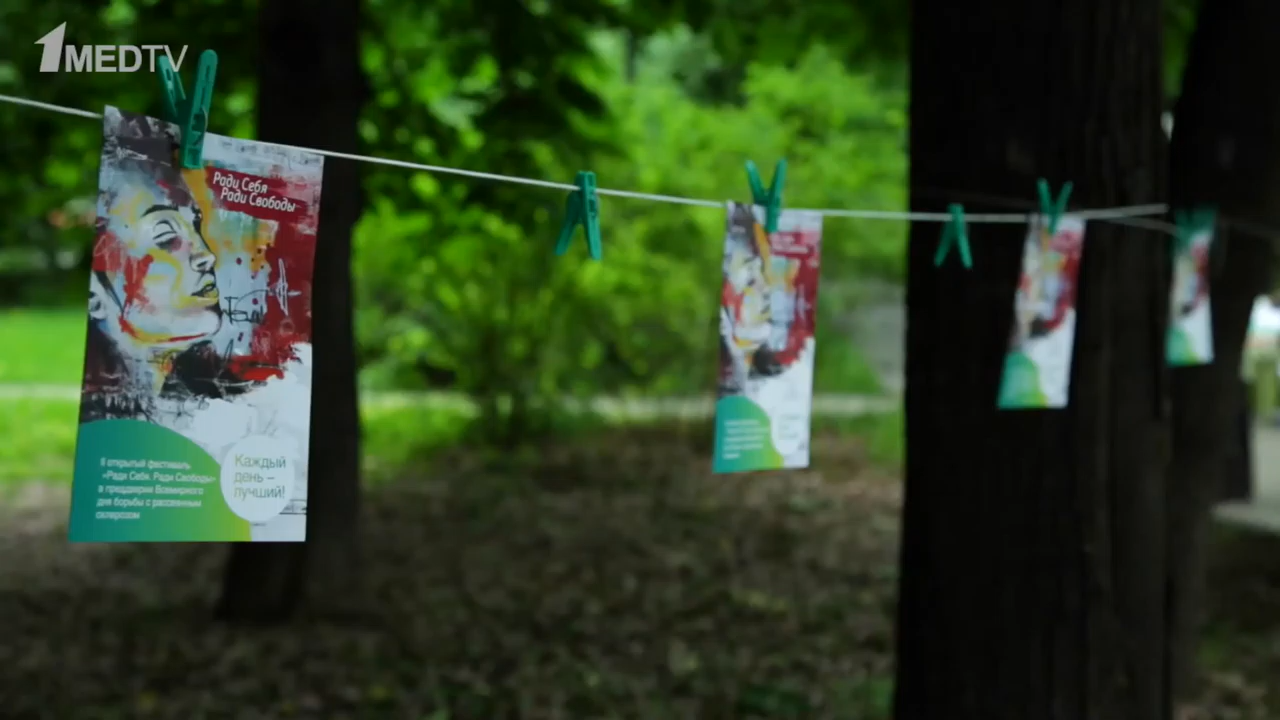 1MEDTV
Ради Себя
Ради Свободы
II открытый фестиваль
«Ради Себя. Ради Свободы»
в преддверии Всемирного
дня борьбы с рассеянным
склерозом
Каждый
день –
лучший!